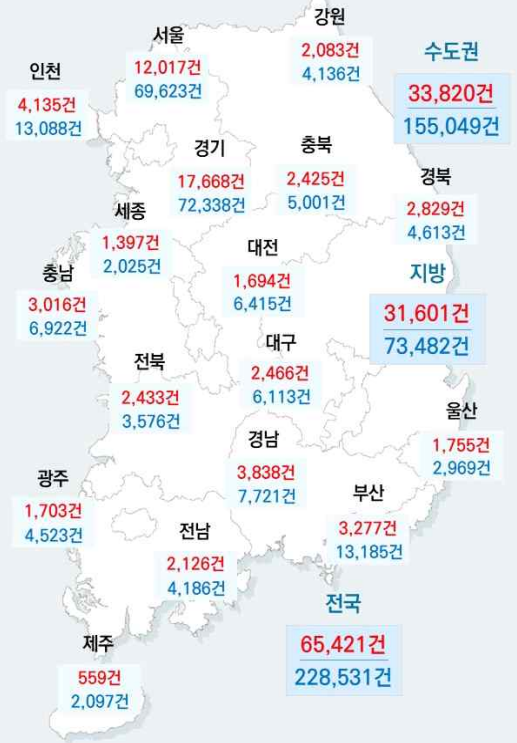 강원
2,083건
4,136건
서울
12,017건
69,623건
수도권
33,820건
155,049건
인천
4,135건
13,088건
경기
17,668건
72,338건
충북
2,425건
5,001건
경북
2,829건
4,613건
세종
1,397건
2,025건
대전
1,694건
6,415건
충남
3,016건
6,922건
지방
31,601건
73,482건
대구
2,466건
6,113건
전북
2,433건
3,576건
울산
1,755건
2,969건
경남
3,838건
7,721건
광주
1,703건
4,523건
부산
3,277건
13,185건
전남
2,126건
4,186건
전국
65,421건
228,531건
제주
559건
2,097건